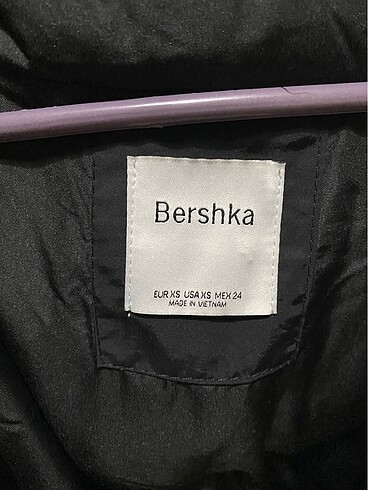 Bershka
EUR XS USA XS MEX 24
MADE IN VIETNAM